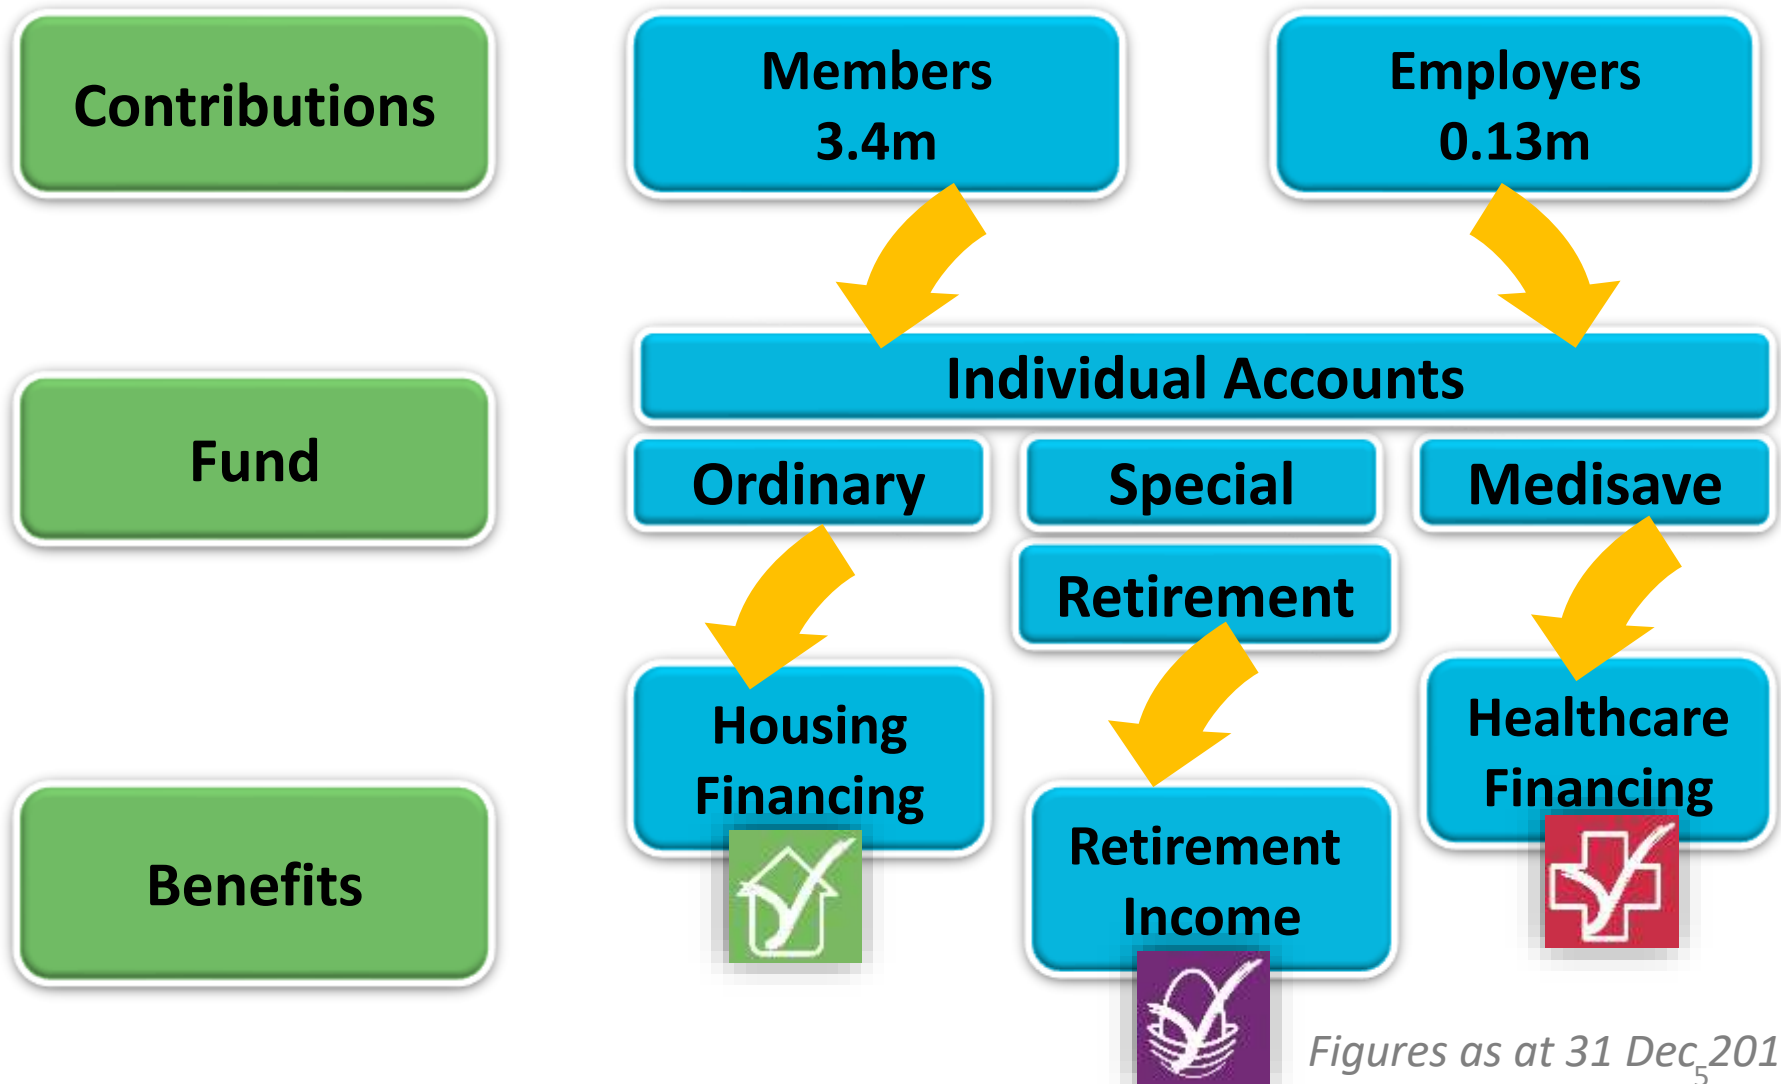 Contributions
Members
3.4m
Employers
0.13m
Individual Accounts
Fund
Ordinary
Special
Medisave
Retirement
Housing
Financing
Healthcare
Financing
Benefits
Retirement
Income
Figures as at 31 Dec 201
5